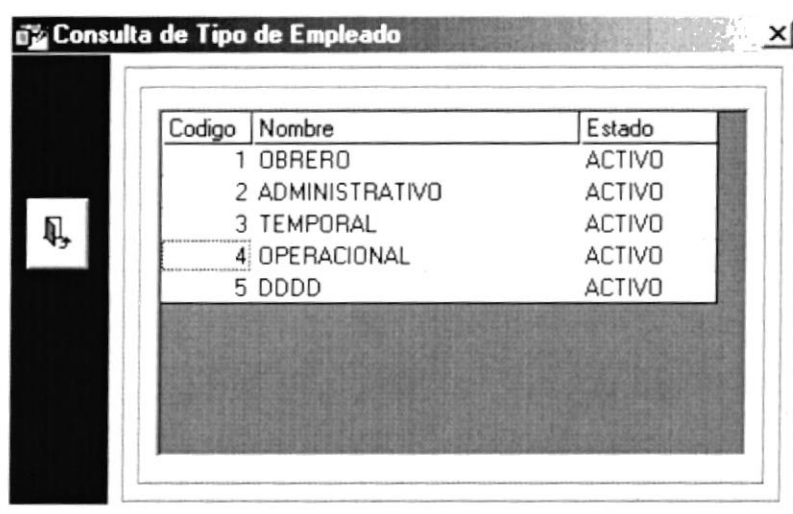 Consulta de Tipo de Empleado
Codigo Nombre Estado
1 OBRERO ACTIVO
2 ADMINISTRATIVO ACTIVO
3 TEMPORAL ACTIVO
4 OPERACIONAL ACTIVO
5 DDDD ACTIVO